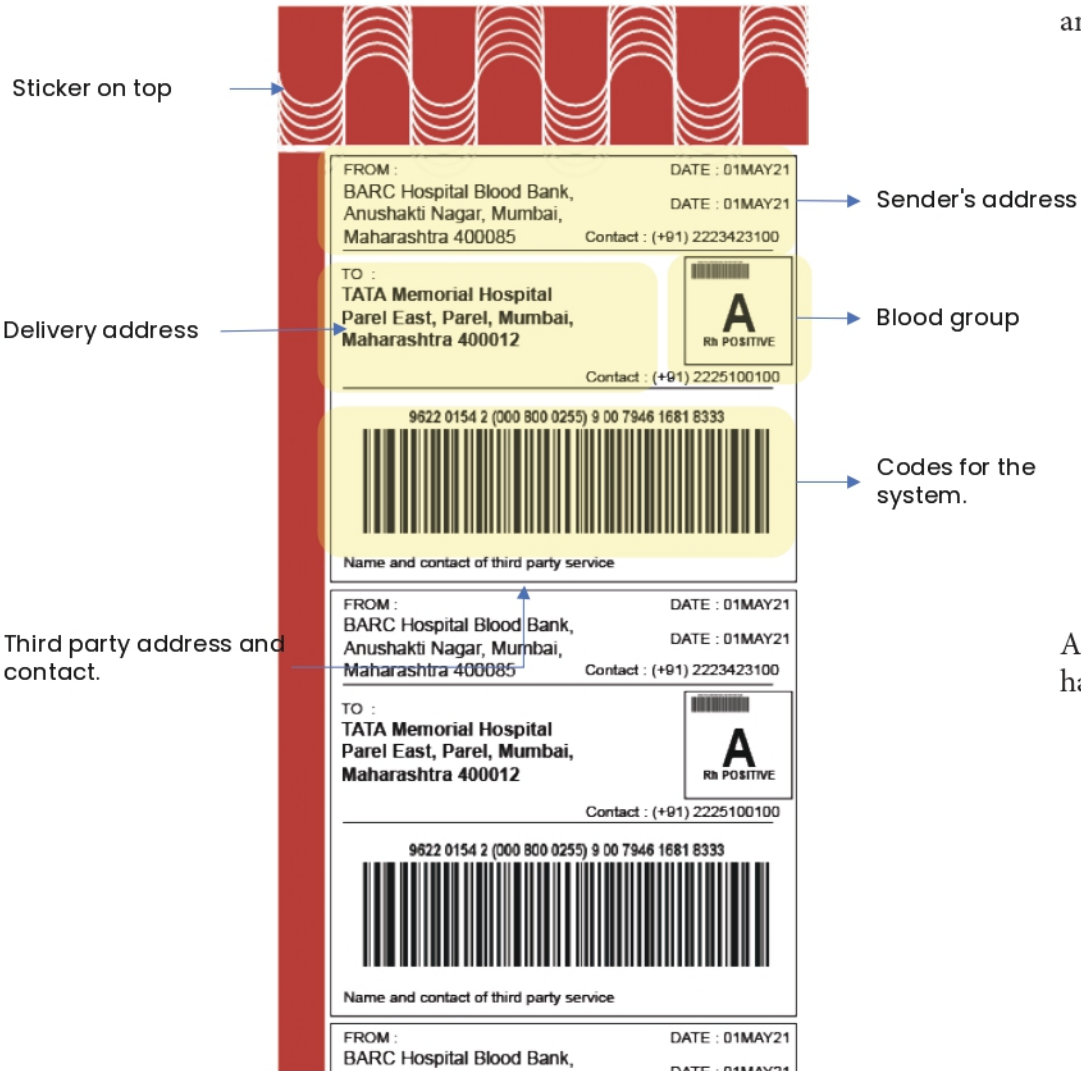 ar
Sticker on top
FROM :
DATE : 01MAY21
BARC Hospital Blood Bank,
Anushakti Nagar, Mumbai,
DATE : 01MAY21
Maharashtra 400085
Contact : (+91) 2223423100
Sender's address
TO :
TATA Memorial Hospital
Parel East, Parel, Mumbai,
Maharashtra 400012
Delivery address
A
Rh POSITIVE
Blood group
Contact : (+91) 2225100100
9622 0154 2 (000 800 0255) 9 00 7946 1681 8333
Codes for the
system.
Name and contact of third party service
Third party address and
contact.
FROM :
DATE : 01MAY21
BARC Hospital Blood Bank,
Anushakti Nagar, Mumbai,
DATE : 01MAY21
Maharashtra 400085
Contact : (+91) 2223423100
A
ha
TO :
TATA Memorial Hospital
Parel East, Parel, Mumbai,
Maharashtra 400012
A
Rh POSITIVE
Contact : (+91) 2225100100
9622 0154 2 (000 800 0255) 9 00 7946 1681 8333
Name and contact of third party service
FROM :
DATE : 01MAY21
BARC Hospital Blood Bank,
DATE : 01MAY21